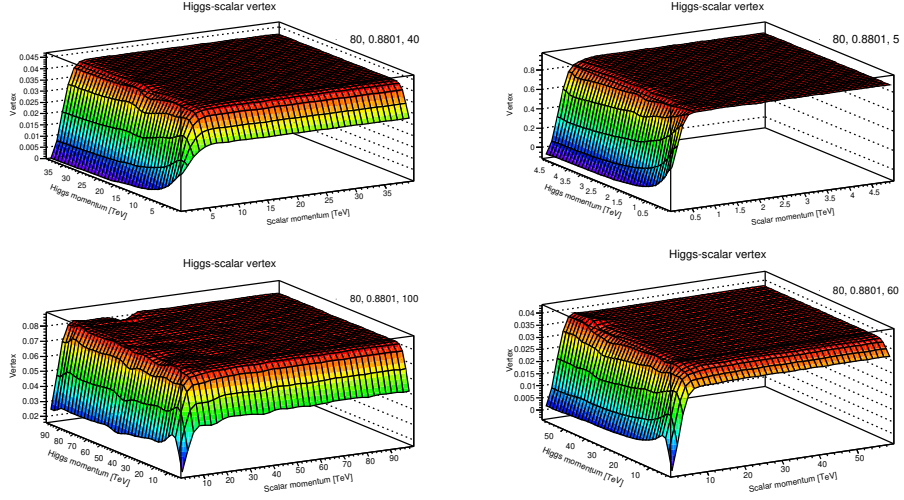 Higgs-scalar vertex
80, 0.8801, 40
Vertex
0.045
0.04
0.035
0.03
0.025
0.02
0.015
0.01
0.005
0
35 30 25 20 15 10 5
Higgs momentum [TeV]
5 10 15 20 25 30 35
Scalar momentum [TeV]
Higgs-scalar vertex
80, 0.8801, 5
Vertex
0.8
0.6
0.4
0.2
0
4.5 4 3.5 3 2.5 2 1.5 1 0.5
Higgs momentum [TeV]
0.5 1 1.5 2 2.5 3 3.5 4 4.5
Scalar momentum [TeV]
Higgs-scalar vertex
80, 0.8801, 100
Vertex
0.08
0.07
0.06
0.05
0.04
0.03
0.02
90 80 70 60 50 40 30 20 10
Higgs momentum [TeV]
10 20 30 40 50 60 70 80 90
Scalar momentum [TeV]
Higgs-scalar vertex
80, 0.8801, 60
Vertex
0.04
0.035
0.03
0.025
0.02
0.015
0.01
0.005
0
50 40 30 20 10
Higgs momentum [TeV]
10 20 30 40 50
Scalar momentum [TeV]